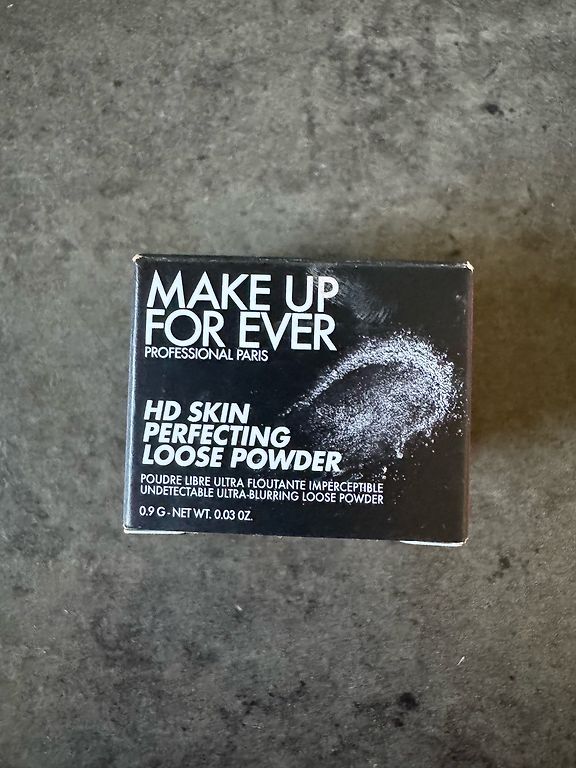 MAKE UP
FOR EVER
PROFESSIONAL PARIS
HD SKIN
PERFECTING
LOOSE POWDER
POUDRE LIBRE ULTRA FLOUTANTE IMPERCEPTIBLE
UNDETECTABLE ULTRA-BLURRING LOOSE POWDER
0.9 G - NET WT. 0.03 OZ.